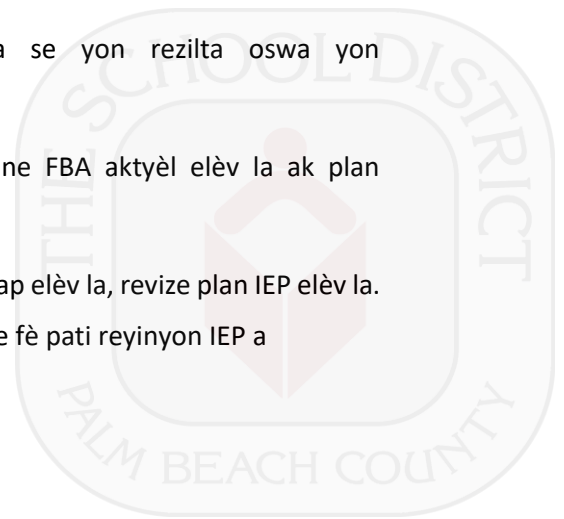 a se yon rezilta oswa yon
ne FBA aktyèl elèv la ak plan
ap elèv la, revize plan IEP elèv la.
e fè pati reyinyon IEP a
THE SCHOOL DISTRICT
PALM BEACH COUNTY